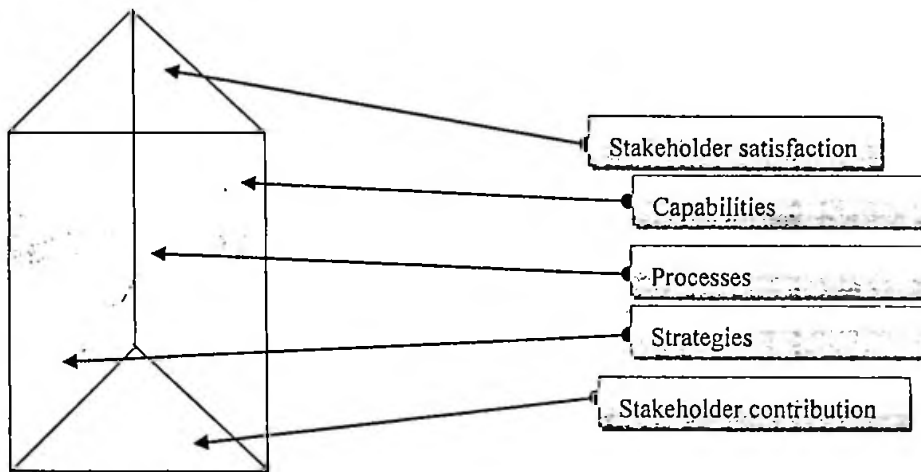 Stakeholder satisfaction
Capabilities
Processes
Strategies
Stakeholder contribution